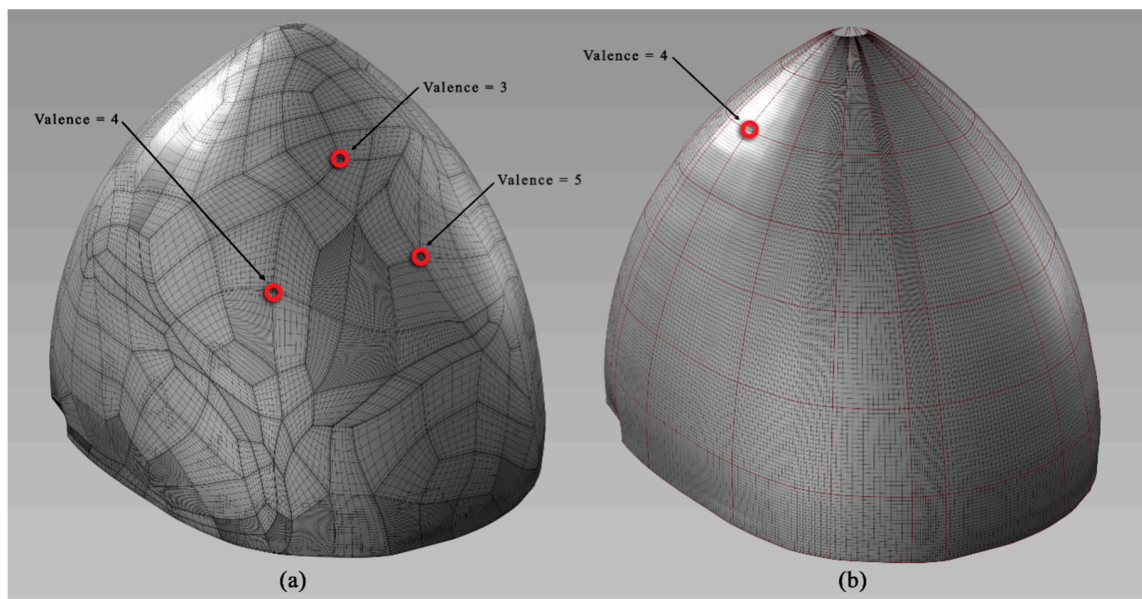 Valence = 3
Valence = 4
Valence = 5
Valence = 4
(a)
(b)